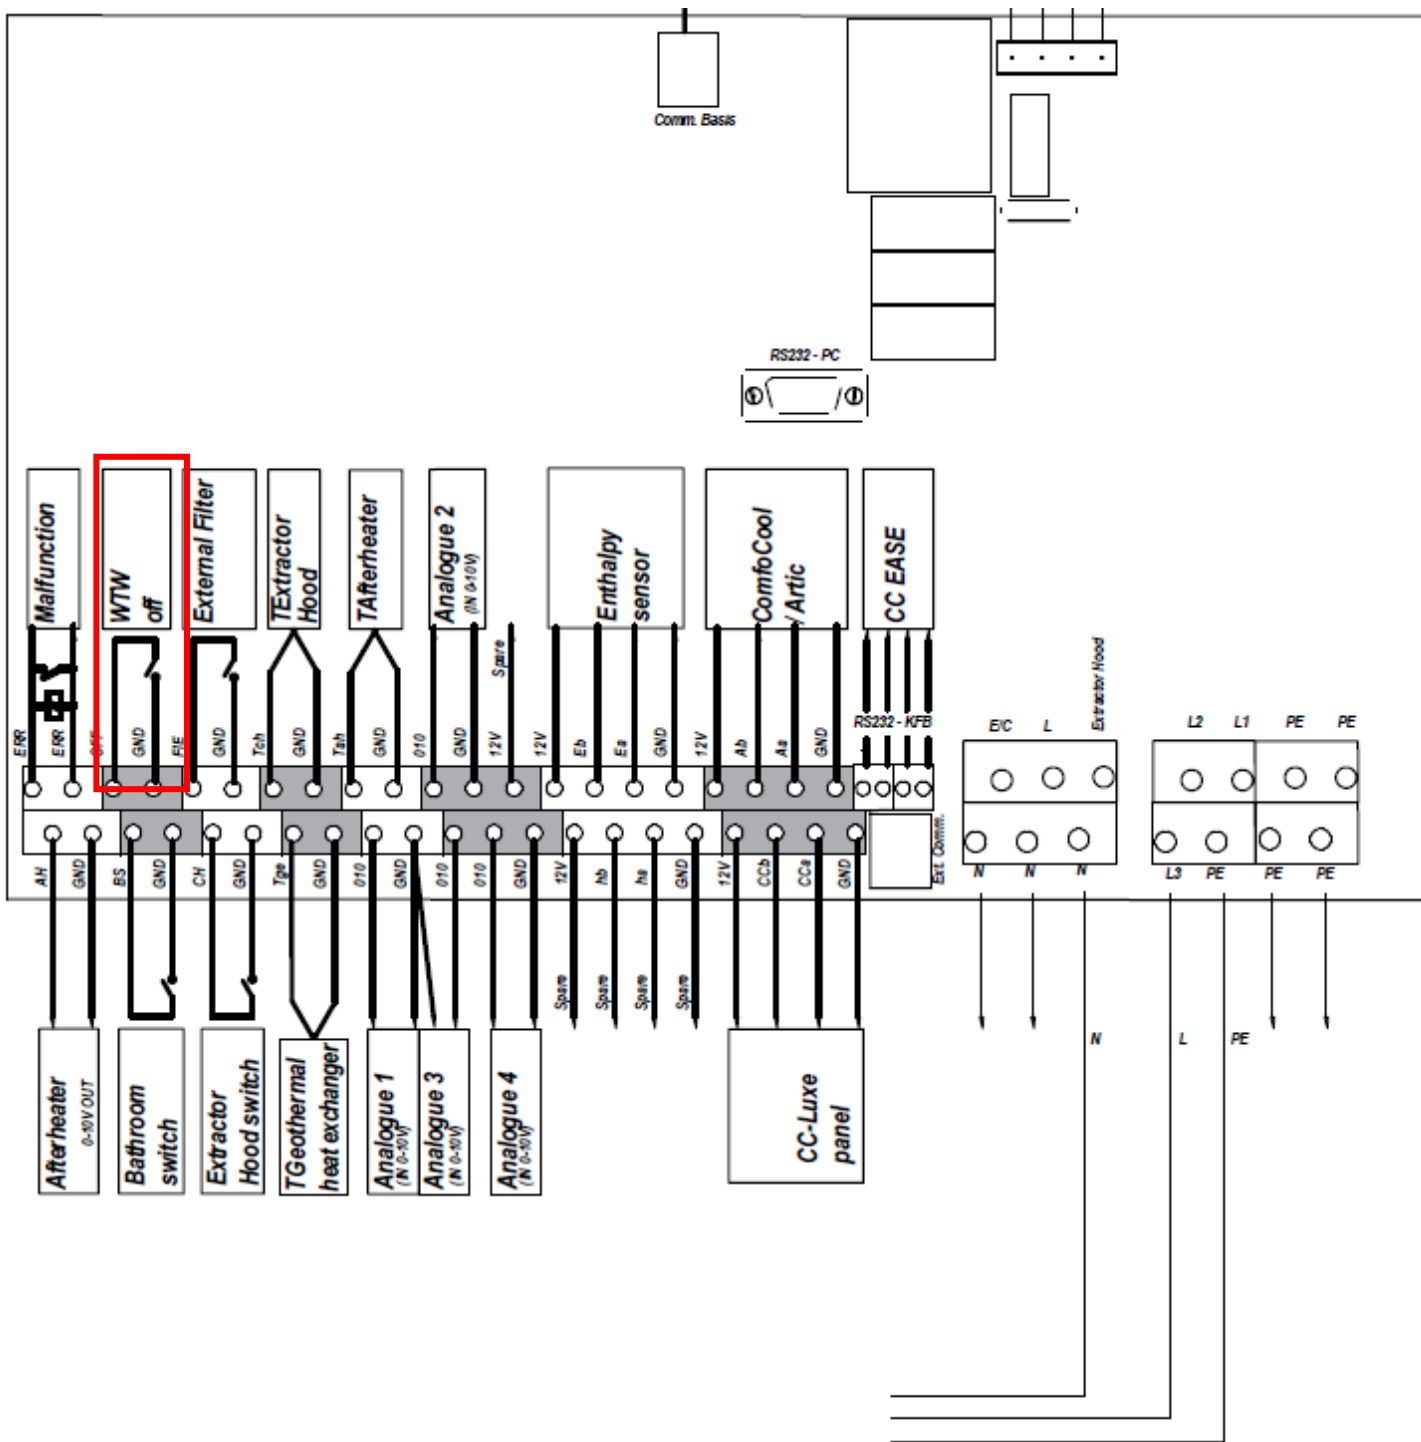 Comm. Basis
RS232 - PC
Malfunction
WTW
off
External Filter
TExtractor
Hood
TAfterheater
Analogue 2
(IN 0-10V)
Spare
Enthalpy
sensor
ComfoCool
/ Artic
CC EASE
RS232 - KFB
Extractor Hood
ERR
ERR
OFF
GND
GND
Tch
GND
Tah
GND
010
GND
12V
12V
Eb
Ea
GND
12V
Ab
Aa
GND
E/C
L
L2
L1
PE
PE
AH
GND
BS
GND
CH
GND
Tge
GND
010
GND
010
010
GND
12V
hb
ha
GND
12V
CCb
CCa
GND
Ext. Comm.
N
N
N
L3
PE
PE
PE
Spare
Spare
Spare
Spare
N
L
PE
Afterheater
0-10V OUT
Bathroom
switch
Extractor
Hood switch
TGeothermal
heat exchanger
Analogue 1
(IN 0-10V)
Analogue 3
(IN 0-10V)
Analogue 4
(IN 0-10V)
CC-Luxe
panel